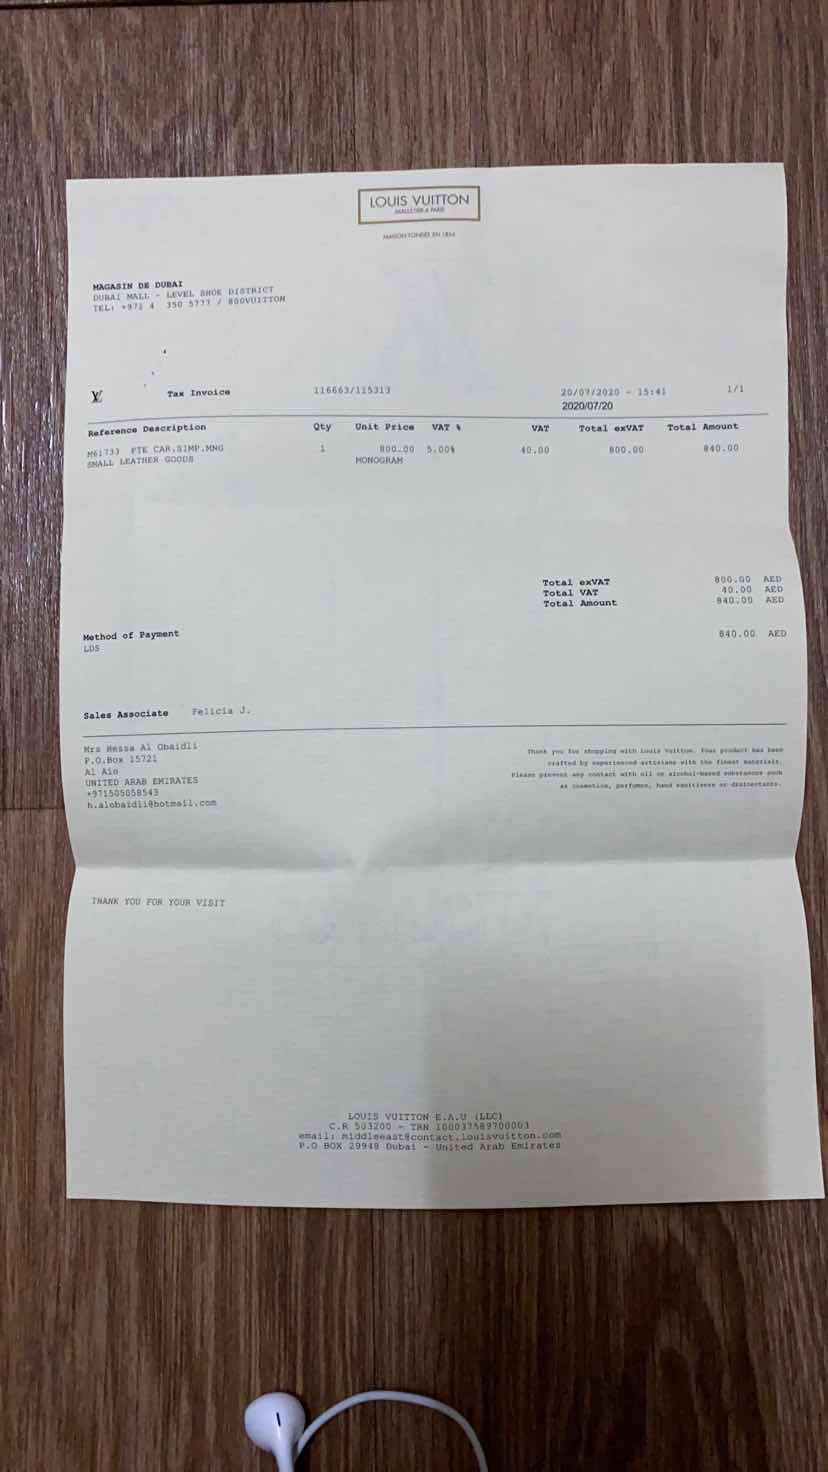 LOUIS VUITTON
MALLETIER À PARIS
MAISON FONDÉE EN 1854
MAGASIN DE DUBAI
DUBAI MALL - LEVEL SHOE DISTRICT
TEL: +971 4 350 5777 / 800VUITTON
LV Tax Invoice 116663/115313 20/07/2020 - 15:41 1/1
2020/07/20
Reference Description Qty Unit Price VAT % VAT Total exVAT Total Amount
M61733 PTE CAR.SIMP.MNG 1 800.00 5.00% 40.00 800.00 840.00
SMALL LEATHER GOODS MONOGRAM
Total exVAT 800.00 AED
Total VAT 40.00 AED
Total Amount 840.00 AED
Method of Payment 840.00 AED
LDS
Sales Associate Felicia J.
Mrs Hessa Al Obaidli
P.O.Box 15721
Al Ain
UNITED ARAB EMIRATES
+971505058543
h.alobaidli@hotmail.com
Thank you for shopping with Louis Vuitton. Your product has been
crafted by experienced artisians with the finest materials.
Please prevent any contact with oil or alcohol-based substances such
as cosmetics, perfumes, hand sanitizers or disinfectants.
THANK YOU FOR YOUR VISIT
LOUIS VUITTON E.A.U (LLC)
C.R 503200 - TRN 100037589700003
email: middleeast@contact.louisvuitton.com
P.O BOX 29948 Dubai - United Arab Emirates